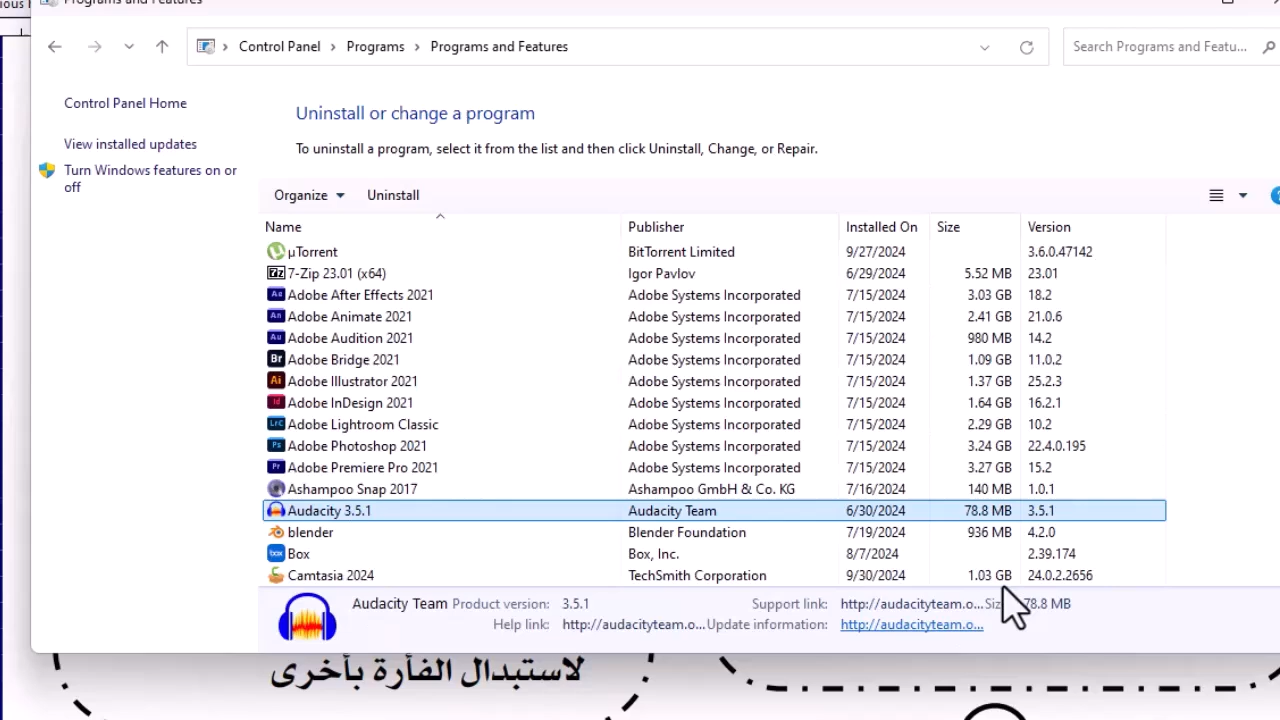 Programs and Features
Control Panel > Programs > Programs and Features
Search Programs and Featu...
Control Panel Home
View installed updates
Turn Windows features on or
off
Uninstall or change a program
To uninstall a program, select it from the list and then click Uninstall, Change, or Repair.
Organize Uninstall
Name Publisher Installed On Size Version
µTorrent BitTorrent Limited 9/27/2024 3.6.0.47142
7-Zip 23.01 (x64) Igor Pavlov 6/29/2024 5.52 MB 23.01
Adobe After Effects 2021 Adobe Systems Incorporated 7/15/2024 3.03 GB 18.2
Adobe Animate 2021 Adobe Systems Incorporated 7/15/2024 2.41 GB 21.0.6
Adobe Audition 2021 Adobe Systems Incorporated 7/15/2024 980 MB 14.2
Adobe Bridge 2021 Adobe Systems Incorporated 7/15/2024 1.09 GB 11.0.2
Adobe Illustrator 2021 Adobe Systems Incorporated 7/15/2024 1.37 GB 25.2.3
Adobe InDesign 2021 Adobe Systems Incorporated 7/15/2024 1.64 GB 16.2.1
Adobe Lightroom Classic Adobe Systems Incorporated 7/15/2024 2.29 GB 10.2
Adobe Photoshop 2021 Adobe Systems Incorporated 7/15/2024 3.24 GB 22.4.0.195
Adobe Premiere Pro 2021 Adobe Systems Incorporated 7/15/2024 3.27 GB 15.2
Ashampoo Snap 2017 Ashampoo GmbH & Co. KG 7/16/2024 140 MB 1.0.1
Audacity 3.5.1 Audacity Team 6/30/2024 78.8 MB 3.5.1
blender Blender Foundation 7/19/2024 936 MB 4.2.0
Box Box, Inc. 8/7/2024 2.39.174
Camtasia 2024 TechSmith Corporation 9/30/2024 1.03 GB 24.0.2.2656
Audacity Team Product version: 3.5.1 Support link: http://audacityteam.o... 78.8 MB
Help link: http://audacityteam.o... Update information: http://audacityteam.o...
لاستبدال الفأرة بأخرى